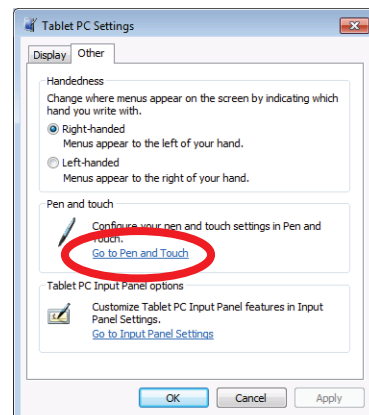 Tablet PC Settings
Display Other
Handedness
Change where menus appear on the screen by indicating which
hand you write with.
Right-handed
Menus appear to the left of your hand.
Left-handed
Menus appear to the right of your hand.
Pen and touch
Configure your pen and touch settings in Pen and
Touch.
Go to Pen and Touch
Tablet PC Input Panel options
Customize Tablet PC Input Panel features in Input
Panel Settings.
Go to Input Panel Settings
OK Cancel Apply